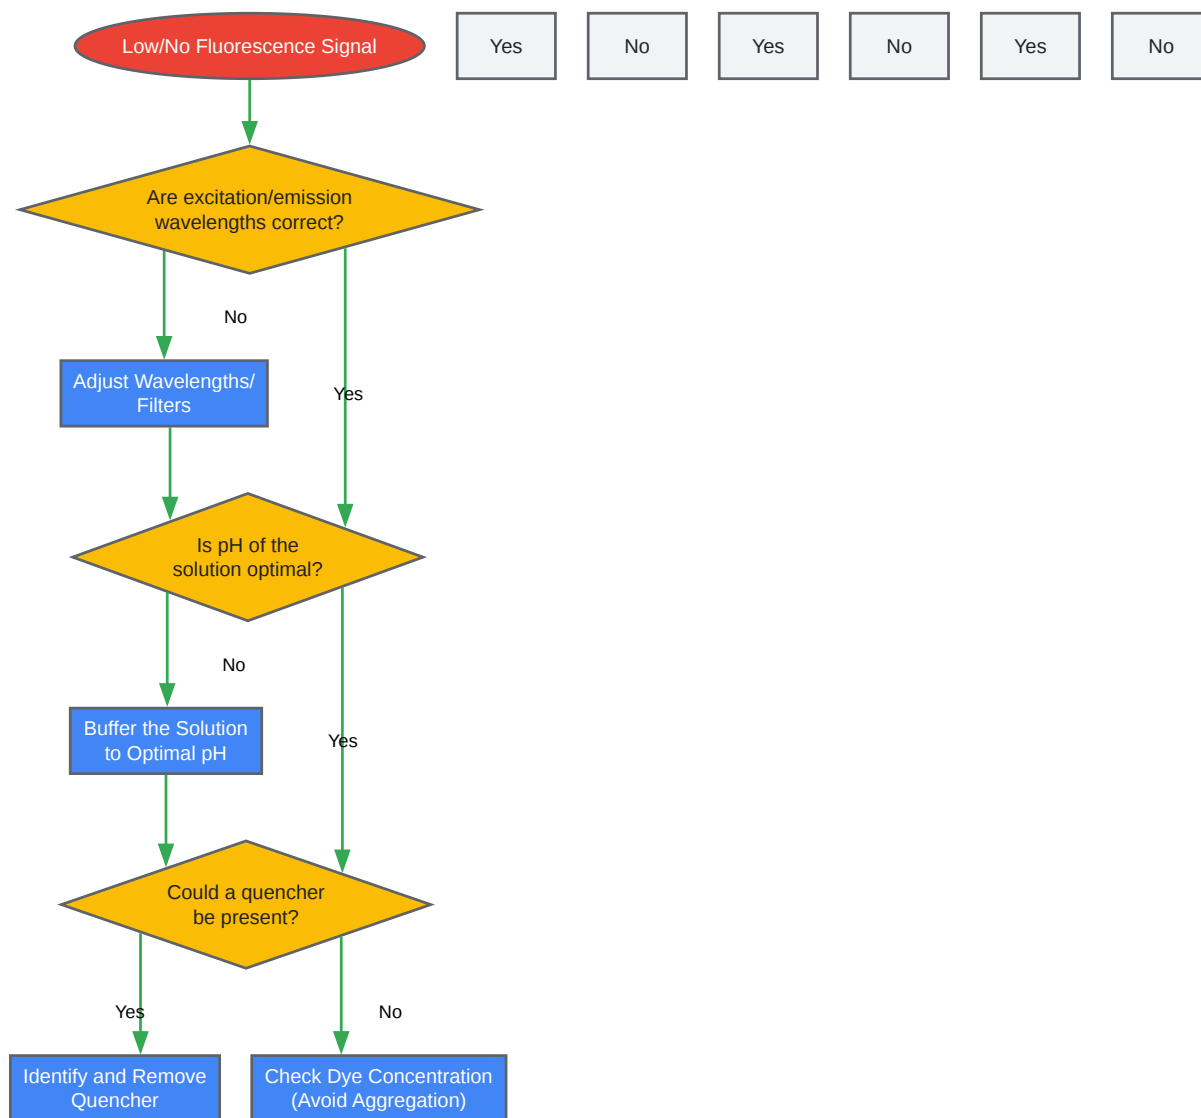 Low/No Fluorescence Signal
Yes
No
Yes
No
Yes
No
Are excitation/emission
wavelengths correct?
No
Adjust Wavelengths/
Filters
Yes
Is pH of the
solution optimal?
No
Buffer the Solution
to Optimal pH
Yes
Could a quencher
be present?
Yes
No
Identify and Remove
Quencher
Check Dye Concentration
(Avoid Aggregation)